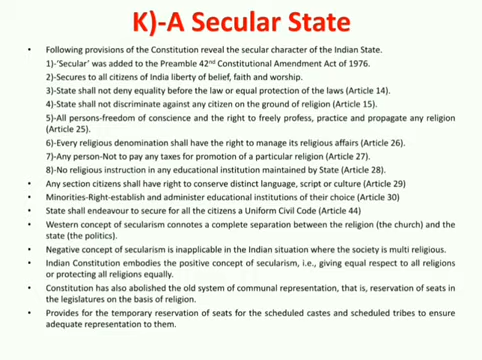 K)-A Secular State
• Following provisions of the Constitution reveal the secular character of the Indian State.
1)-‘Secular’ was added to the Preamble 42nd Constitutional Amendment Act of 1976.
2)-Secures to all citizens of India liberty of belief, faith and worship.
3)-State shall not deny equality before the law or equal protection of the laws (Article 14).
4)-State shall not discriminate against any citizen on the ground of religion (Article 15).
5)-All persons-freedom of conscience and the right to freely profess, practice and propagate any religion
(Article 25).
6)-Every religious denomination shall have the right to manage its religious affairs (Article 26).
7)-Any person-Not to pay any taxes for promotion of a particular religion (Article 27).
8)-No religious instruction in any educational institution maintained by State (Article 28).
• Any section citizens shall have right to conserve distinct language, script or culture (Article 29)
• Minorities-Right-establish and administer educational institutions of their choice (Article 30)
• State shall endeavour to secure for all the citizens a Uniform Civil Code (Article 44)
• Western concept of secularism connotes a complete separation between the religion (the church) and the
state (the politics).
• Negative concept of secularism is inapplicable in the Indian situation where the society is multi religious.
• Indian Constitution embodies the positive concept of secularism, i.e., giving equal respect to all religions
or protecting all religions equally.
• Constitution has also abolished the old system of communal representation, that is, reservation of seats in
the legislatures on the basis of religion.
• Provides for the temporary reservation of seats for the scheduled castes and scheduled tribes to ensure
adequate representation to them.